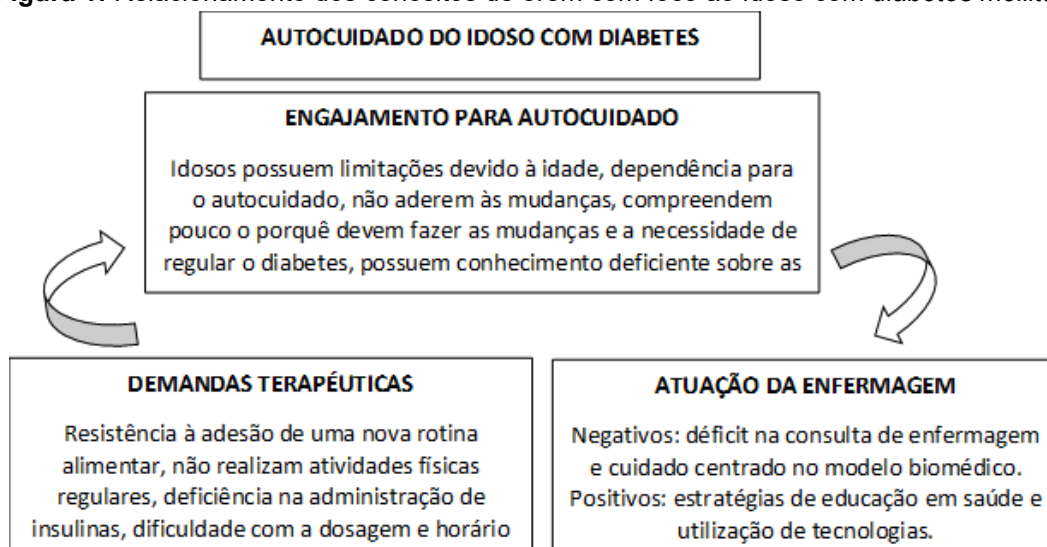 AUTOCUIDADO DO IDOSO COM DIABETES
ENGAJAMENTO PARA AUTOCUIDADO
Idosos possuem limitações devido à idade, dependência para
o autocuidado, não aderem às mudanças, compreendem
pouco o porquê devem fazer as mudanças e a necessidade de
regular o diabetes, possuem conhecimento deficiente sobre as
DEMANDAS TERAPÉUTICAS
Resistência à adesão de uma nova rotina
alimentar, não realizam atividades físicas
regulares, deficiência na administração de
insulinas, dificuldade com a dosagem e horário
ATUAÇÃO DA ENFERMAGEM
Negativos: déficit na consulta de enfermagem
e cuidado centrado no modelo biomédico.
Positivos: estratégias de educação em saúde e
utilização de tecnologias.